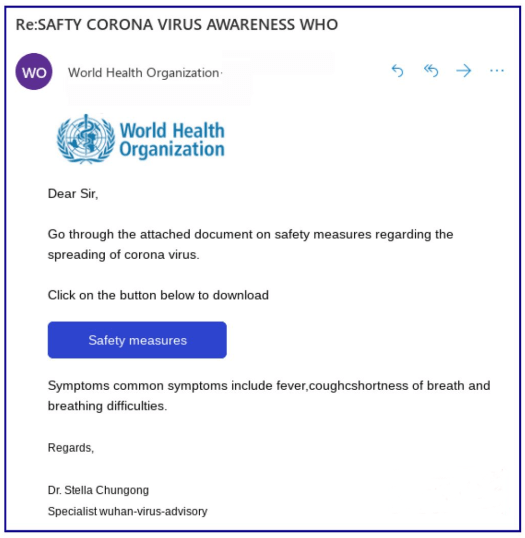 Re:SAFTY CORONA VIRUS AWARENESS WHO
WO
World Health Organization
World Health
Organization
Dear Sir,
Go through the attached document on safety measures regarding the
spreading of corona virus.
Click on the button below to download
Safety measures
Symptoms common symptoms include fever,coughcshortness of breath and
breathing difficulties.
Regards,
Dr. Stella Chungong
Specialist wuhan-virus-advisory